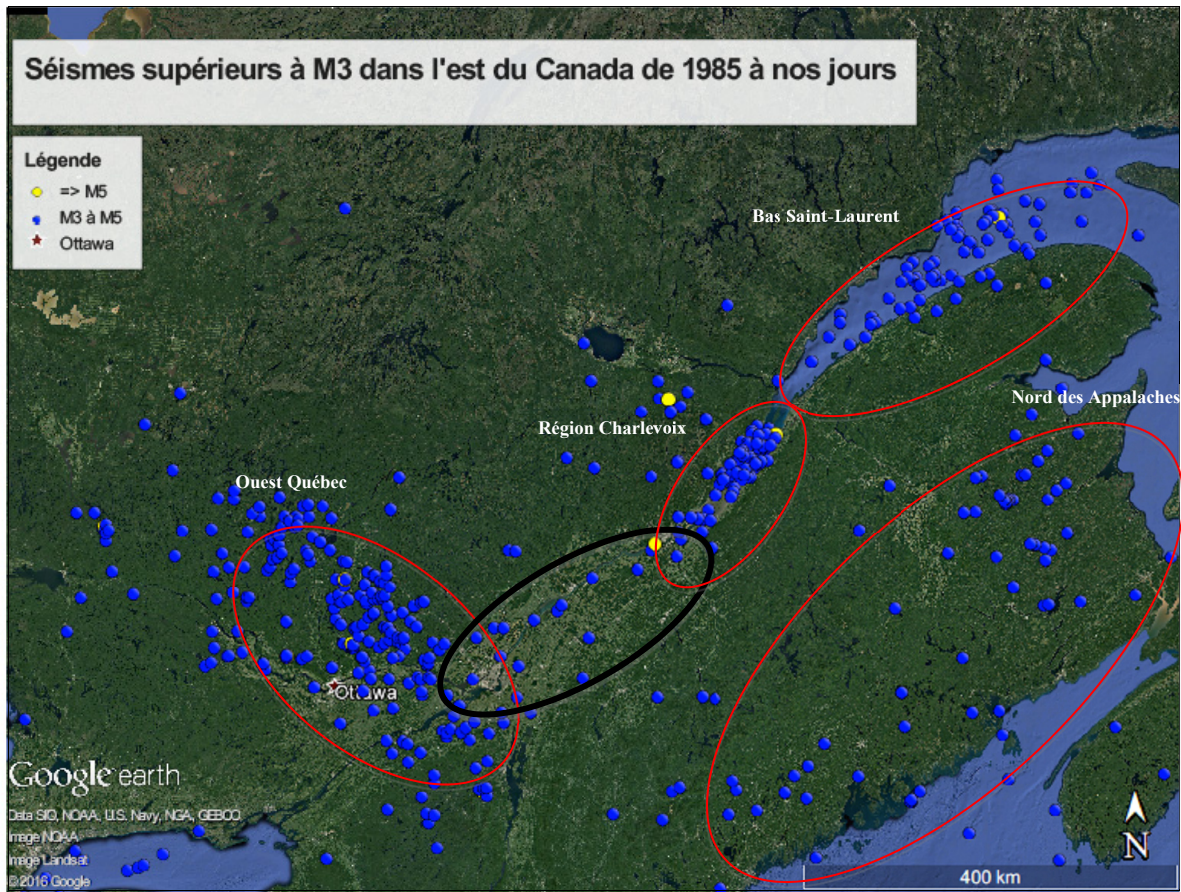 Séismes supérieurs à M3 dans l'est du Canada de 1985 à nos jours
Légende
=> M5
M3 à M5
Ottawa
Bas Saint-Laurent
Nord des Appalaches
Région Charlevoix
Ouest Québec
Ottawa
Google earth
Data SIO, NOAA, U.S. Navy, NGA, GEBCO
Image NOAA
Image Landsat
© 2016 Google
N
400 km